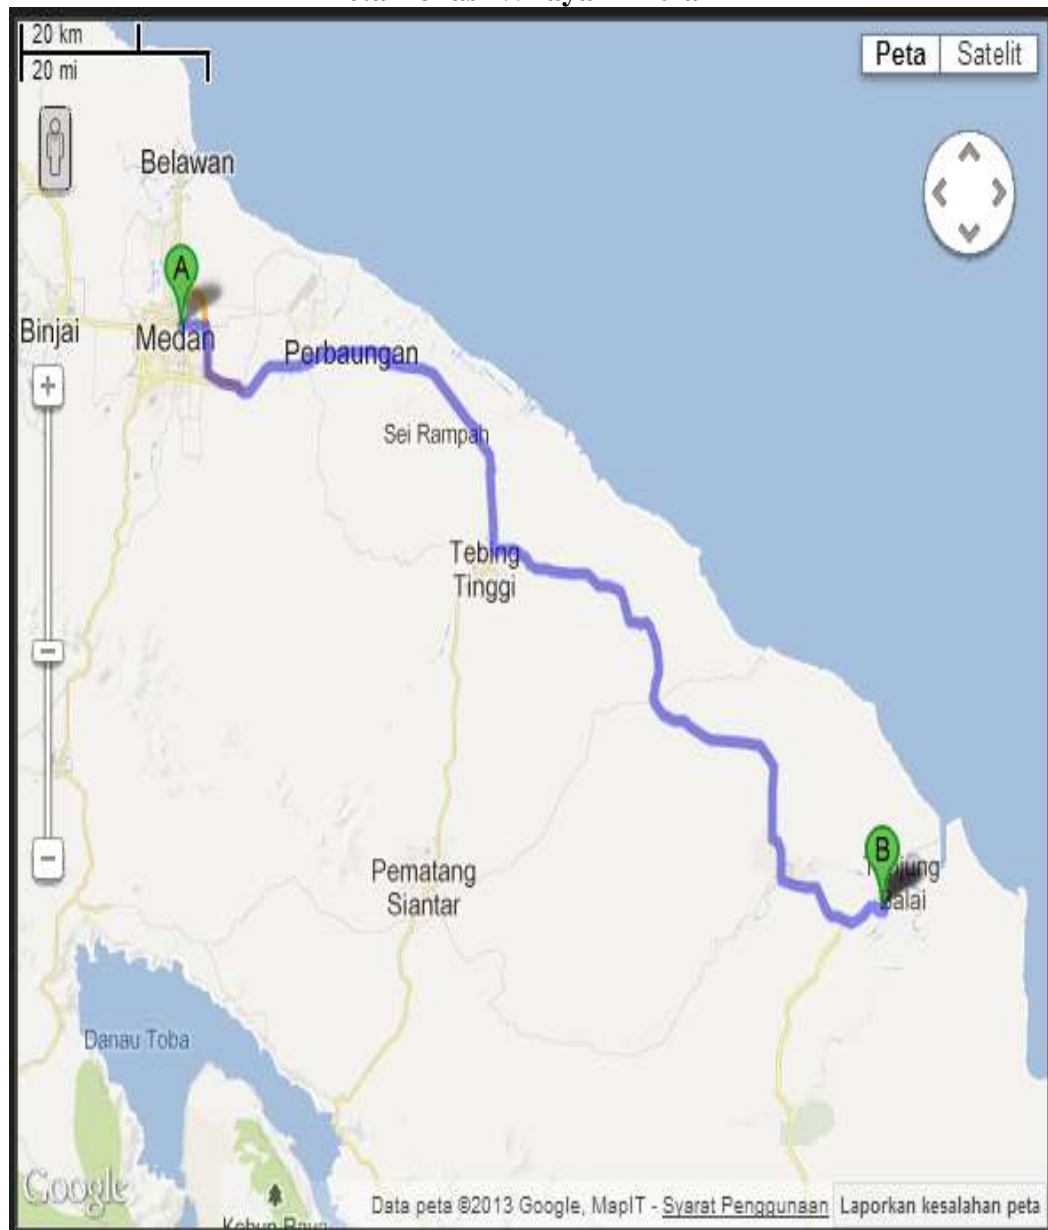 20 km
20 mi
Peta
Satelit
Belawan
A
Binjai
Medan
Perbaungan
Sei Rampah
Tebing
Tinggi
B
Pematang
Siantar
Danau Toba
Google
Data peta ©2013 Google, MapIT - Syarat Penggunaan
Laporkan kesalahan peta